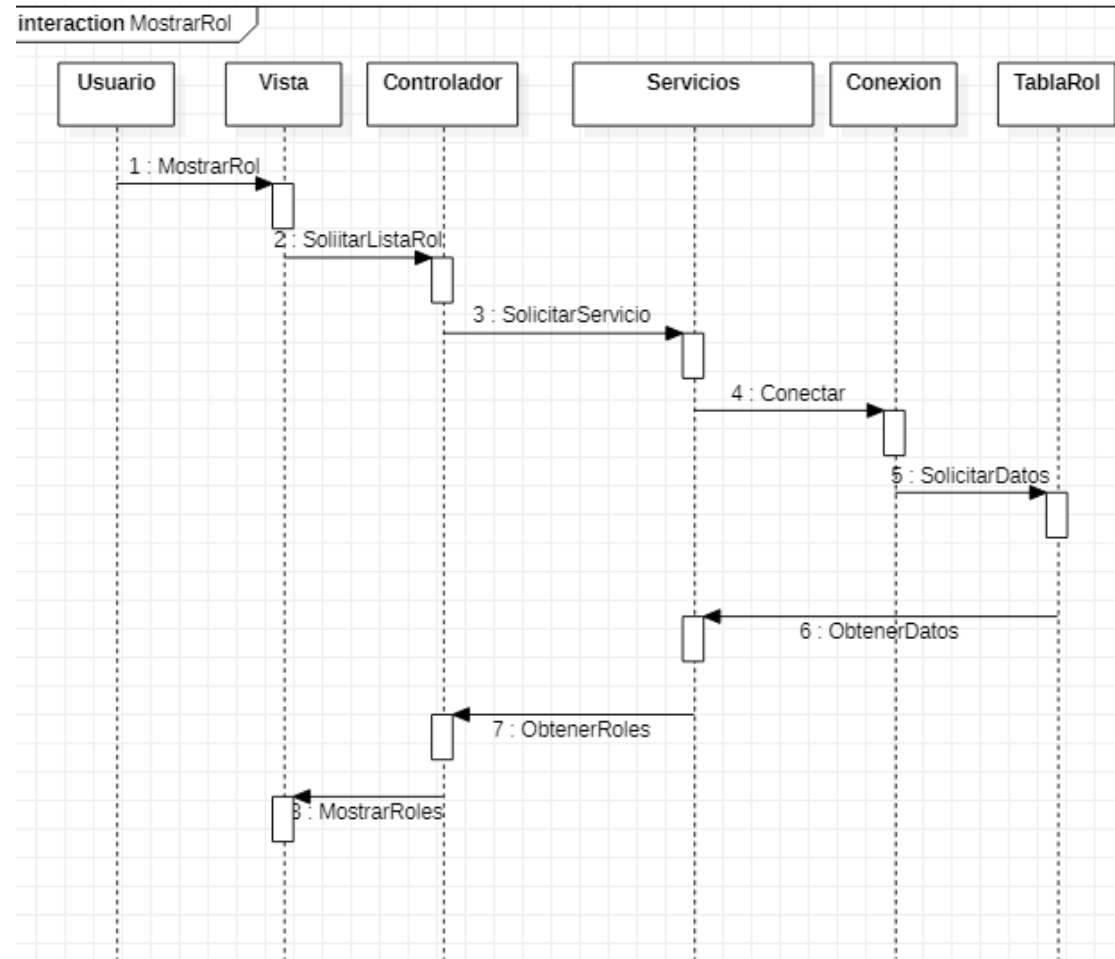 interaction MostrarRol
Usuario
Vista
Controlador
Servicios
Conexion
TablaRol
1 : MostrarRol
2 : SoliitarListaRol
3 : SolicitarServicio
4 : Conectar
5 : SolicitarDatos
6 : ObtenerDatos
7 : ObtenerRoles
8 : MostrarRoles